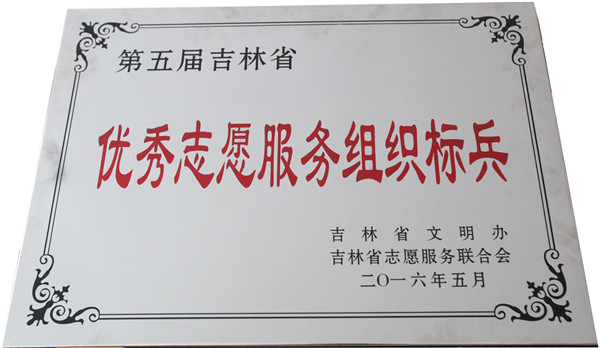 第五届吉林省
优秀志愿服务组织标兵
吉林省文明办
吉林省志愿服务联合会
二〇一六年五月